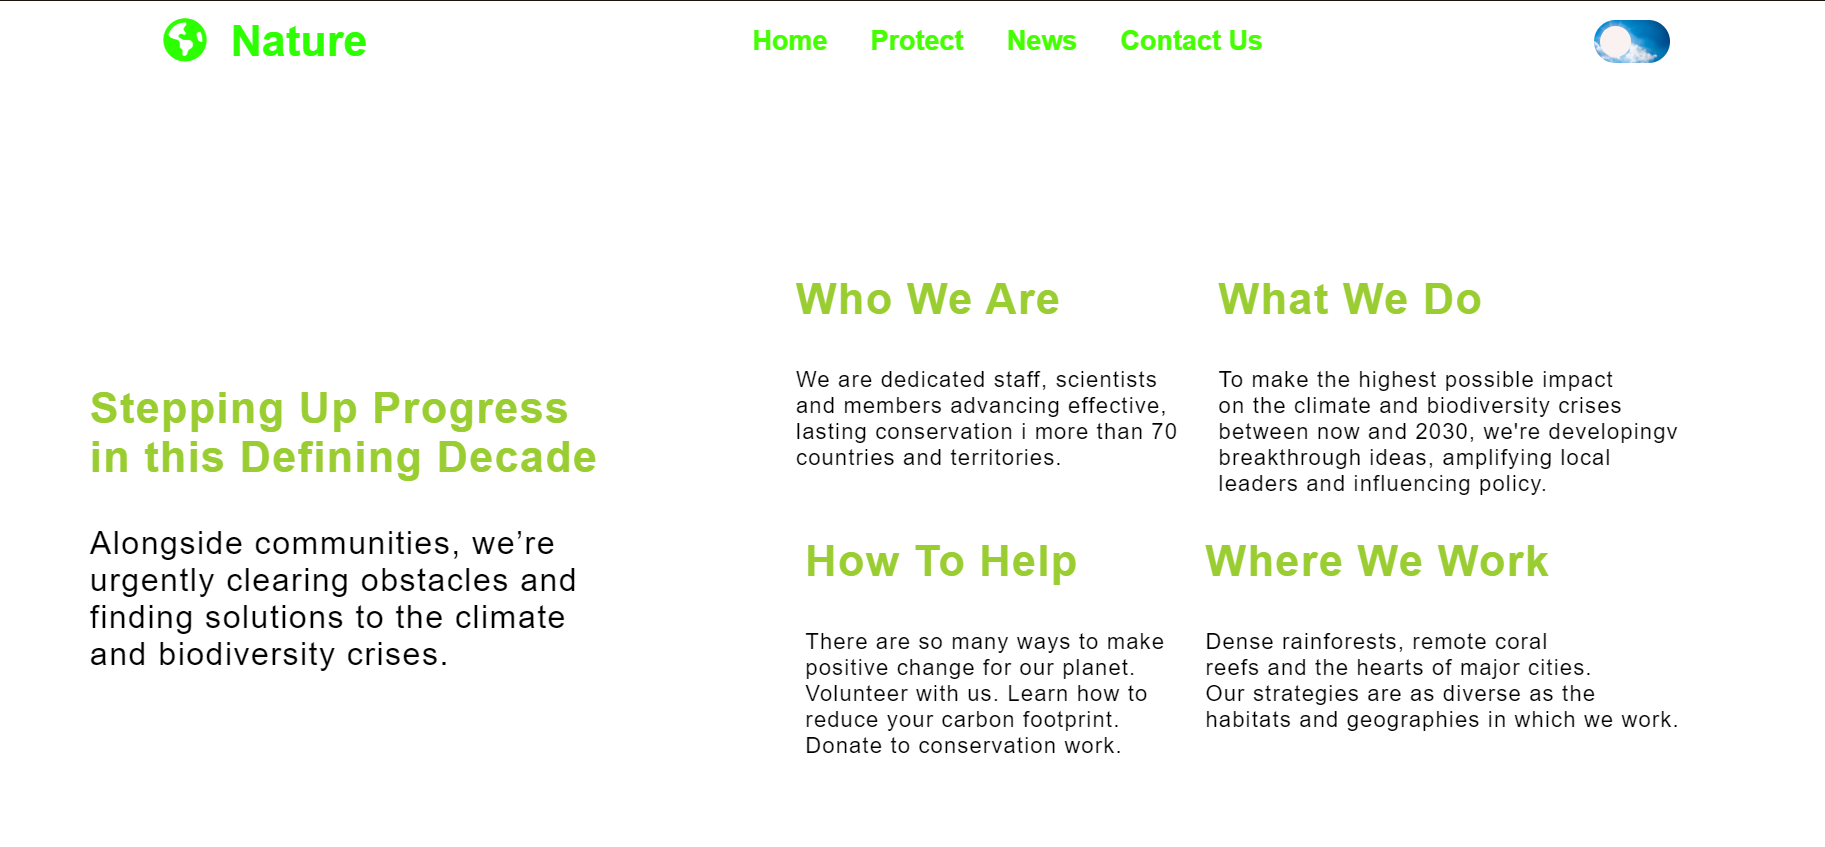 Nature
Home
Protect
News
Contact Us
Stepping Up Progress
in this Defining Decade
Alongside communities, we’re
urgently clearing obstacles and
finding solutions to the climate
and biodiversity crises.
Who We Are
We are dedicated staff, scientists
and members advancing effective,
lasting conservation i more than 70
countries and territories.
What We Do
To make the highest possible impact
on the climate and biodiversity crises
between now and 2030, we're developingv
breakthrough ideas, amplifying local
leaders and influencing policy.
How To Help
There are so many ways to make
positive change for our planet.
Volunteer with us. Learn how to
reduce your carbon footprint.
Donate to conservation work.
Where We Work
Dense rainforests, remote coral
reefs and the hearts of major cities.
Our strategies are as diverse as the
habitats and geographies in which we work.